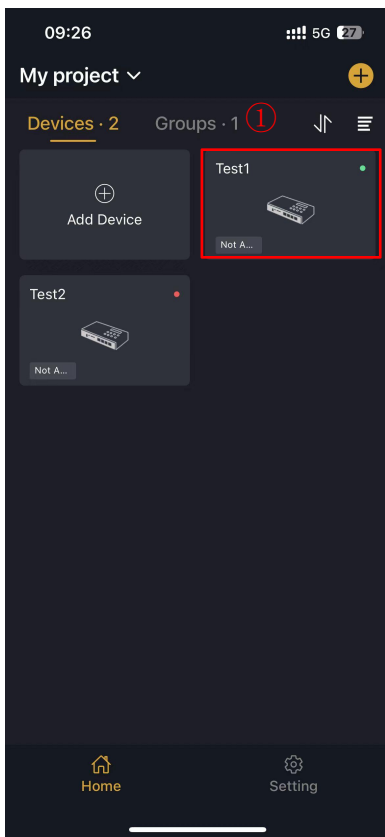 09:26 5G 27
My project
Devices · 2 Groups · 1 ①
Add Device
Test1
Not A...
Test2
Not A...
Home Setting